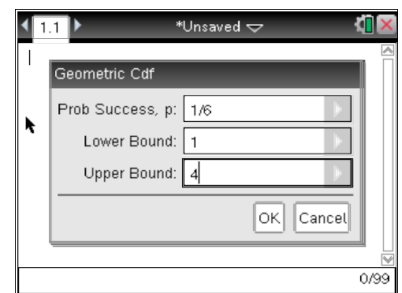 1.1 *Unsaved
Geometric Cdf
Prob Success, p: 1/6
Lower Bound: 1
Upper Bound: 4
OK Cancel
0/99